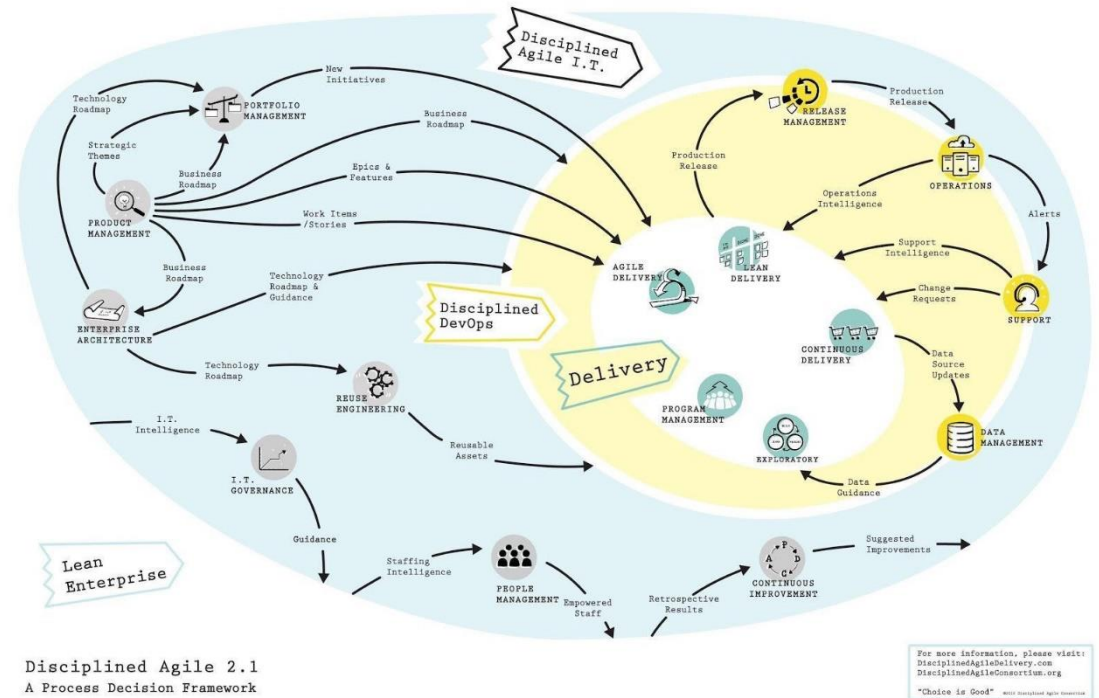 Disciplined
Agile I.T.
New
Initiatives
Technology
Roadmap
PORTFOLIO
MANAGEMENT
Strategic
Themes
Business
Roadmap
Business
Roadmap
Epics &
Features
Work Items
/Stories
PRODUCT
MANAGEMENT
Business
Roadmap
Technology
Roadmap &
Guidance
ENTERPRISE
ARCHITECTURE
Technology
Roadmap
REUSE
ENGINEERING
Reusable
Assets
I.T.
Intelligence
I.T.
GOVERNANCE
Guidance
Production
Release
RELEASE
MANAGEMENT
Production
Release
OPERATIONS
Operations
Intelligence
Alerts
Support
Intelligence
Change
Requests
SUPPORT
AGILE
DELIVERY
LEAN
DELIVERY
Disciplined
DevOps
Delivery
CONTINUOUS
DELIVERY
Data
Source
Updates
PROGRAM
MANAGEMENT
EXPLORATORY
DATA
MANAGEMENT
Data
Guidance
Lean
Enterprise
Staffing
Intelligence
PEOPLE
MANAGEMENT
Empowered
Staff
Retrospective
Results
P
A D
C
CONTINUOUS
IMPROVEMENT
Suggested
Improvements
Disciplined Agile 2.1
A Process Decision Framework
For more information, please visit:
DisciplinedAgileDelivery.com
DisciplinedAgileConsortium.org
"Choice is Good"
Disciplined Agile Consortium